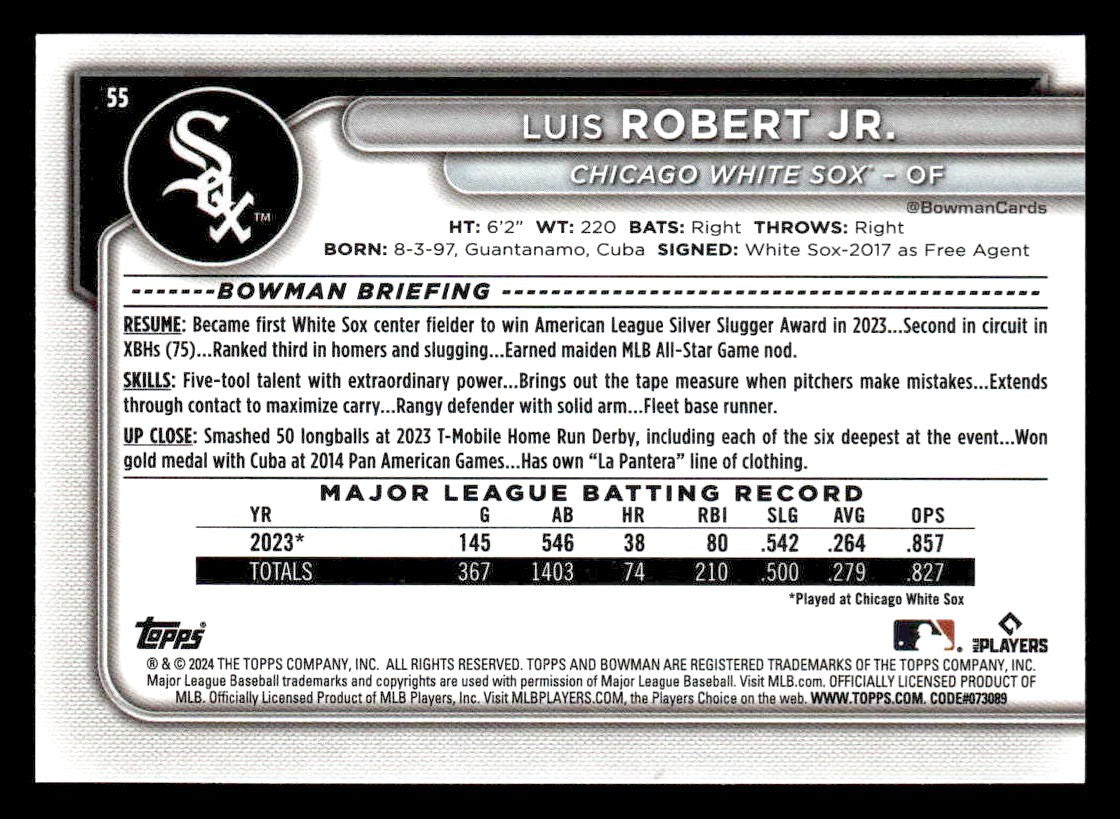 55
Sox
TM
LUIS ROBERT JR.
CHICAGO WHITE SOX™ – OF
@BowmanCards
HT: 6'2" WT: 220 BATS: Right THROWS: Right
BORN: 8-3-97, Guantanamo, Cuba SIGNED: White Sox-2017 as Free Agent
BOWMAN BRIEFING
RESUME: Became first White Sox center fielder to win American League Silver Slugger Award in 2023...Second in circuit in
XBHs (75)...Ranked third in homers and slugging...Earned maiden MLB All-Star Game nod.
SKILLS: Five-tool talent with extraordinary power...Brings out the tape measure when pitchers make mistakes...Extends
through contact to maximize carry...Rangy defender with solid arm...Fleet base runner.
UP CLOSE: Smashed 50 longballs at 2023 T-Mobile Home Run Derby, including each of the six deepest at the event...Won
gold medal with Cuba at 2014 Pan American Games...Has own "La Pantera" line of clothing.
MAJOR LEAGUE BATTING RECORD
YR G AB HR RBI SLG AVG OPS
2023* 145 546 38 80 .542 .264 .857
TOTALS 367 1403 74 210 .500 .279 .827
*Played at Chicago White Sox
Topps®
MLB PLAYERS
® & © 2024 THE TOPPS COMPANY, INC. ALL RIGHTS RESERVED. TOPPS AND BOWMAN ARE REGISTERED TRADEMARKS OF THE TOPPS COMPANY, INC.
Major League Baseball trademarks and copyrights are used with permission of Major League Baseball. Visit MLB.com. OFFICIALLY LICENSED PRODUCT OF
MLB. Officially Licensed Product of MLB Players, Inc. Visit MLBPLAYERS.COM, the Players Choice on the web. WWW.TOPPS.COM. CODE#073089